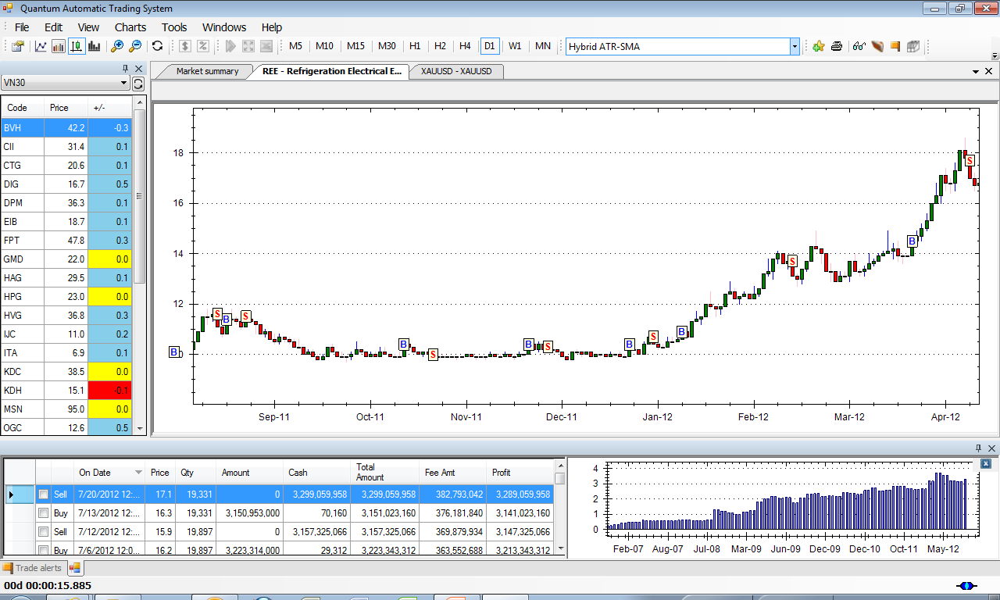 Quantum Automatic Trading System
File Edit View Charts Tools Windows Help
M5 M10 M15 M30 H1 H2 H4 D1 W1 MN Hybrid ATR-SMA
Market summary REE - Refrigeration Electrical E... XAUUSD - XAUUSD
VN30
Code Price +/-
BVH 42.2 -0.3
CII 31.4 0.1
CTG 20.6 0.1
DIG 16.7 0.5
DPM 36.3 0.1
EIB 18.7 0.1
FPT 47.8 0.3
GMD 22.0 0.0
HAG 29.5 0.1
HPG 23.0 0.0
HVG 36.8 0.3
IJC 11.0 0.2
ITA 6.9 0.1
KDC 38.5 0.0
KDH 15.1 -0.1
MSN 95.0 0.0
OGC 12.6 0.5
18
16
14
12
B S B S B S B S B S B S B S
Sep-11 Oct-11 Nov-11 Dec-11 Jan-12 Feb-12 Mar-12 Apr-12
On Date Price Qty Amount Cash Total Amount Fee Amt Profit
Sell 7/20/2012 12:... 17.1 19,331 0 3,299,059,958 3,299,059,958 382,793,042 3,289,059,958
Buy 7/13/2012 12:... 16.3 19,331 3,150,953,000 70,160 3,151,023,160 376,181,840 3,141,023,160
Sell 7/12/2012 12:... 15.9 19,897 0 3,157,325,066 3,157,325,066 369,879,934 3,147,325,066
Buy 7/6/2012 12:0... 16.2 19,897 3,223,314,000 29,312 3,223,343,312 363,552,688 3,213,343,312
4
3
2
1
0
Feb-07 Aug-07 Jul-08 Mar-09 Jun-09 Dec-09 Dec-10 Oct-11 May-12
Trade alerts
00d 00:00:15.885